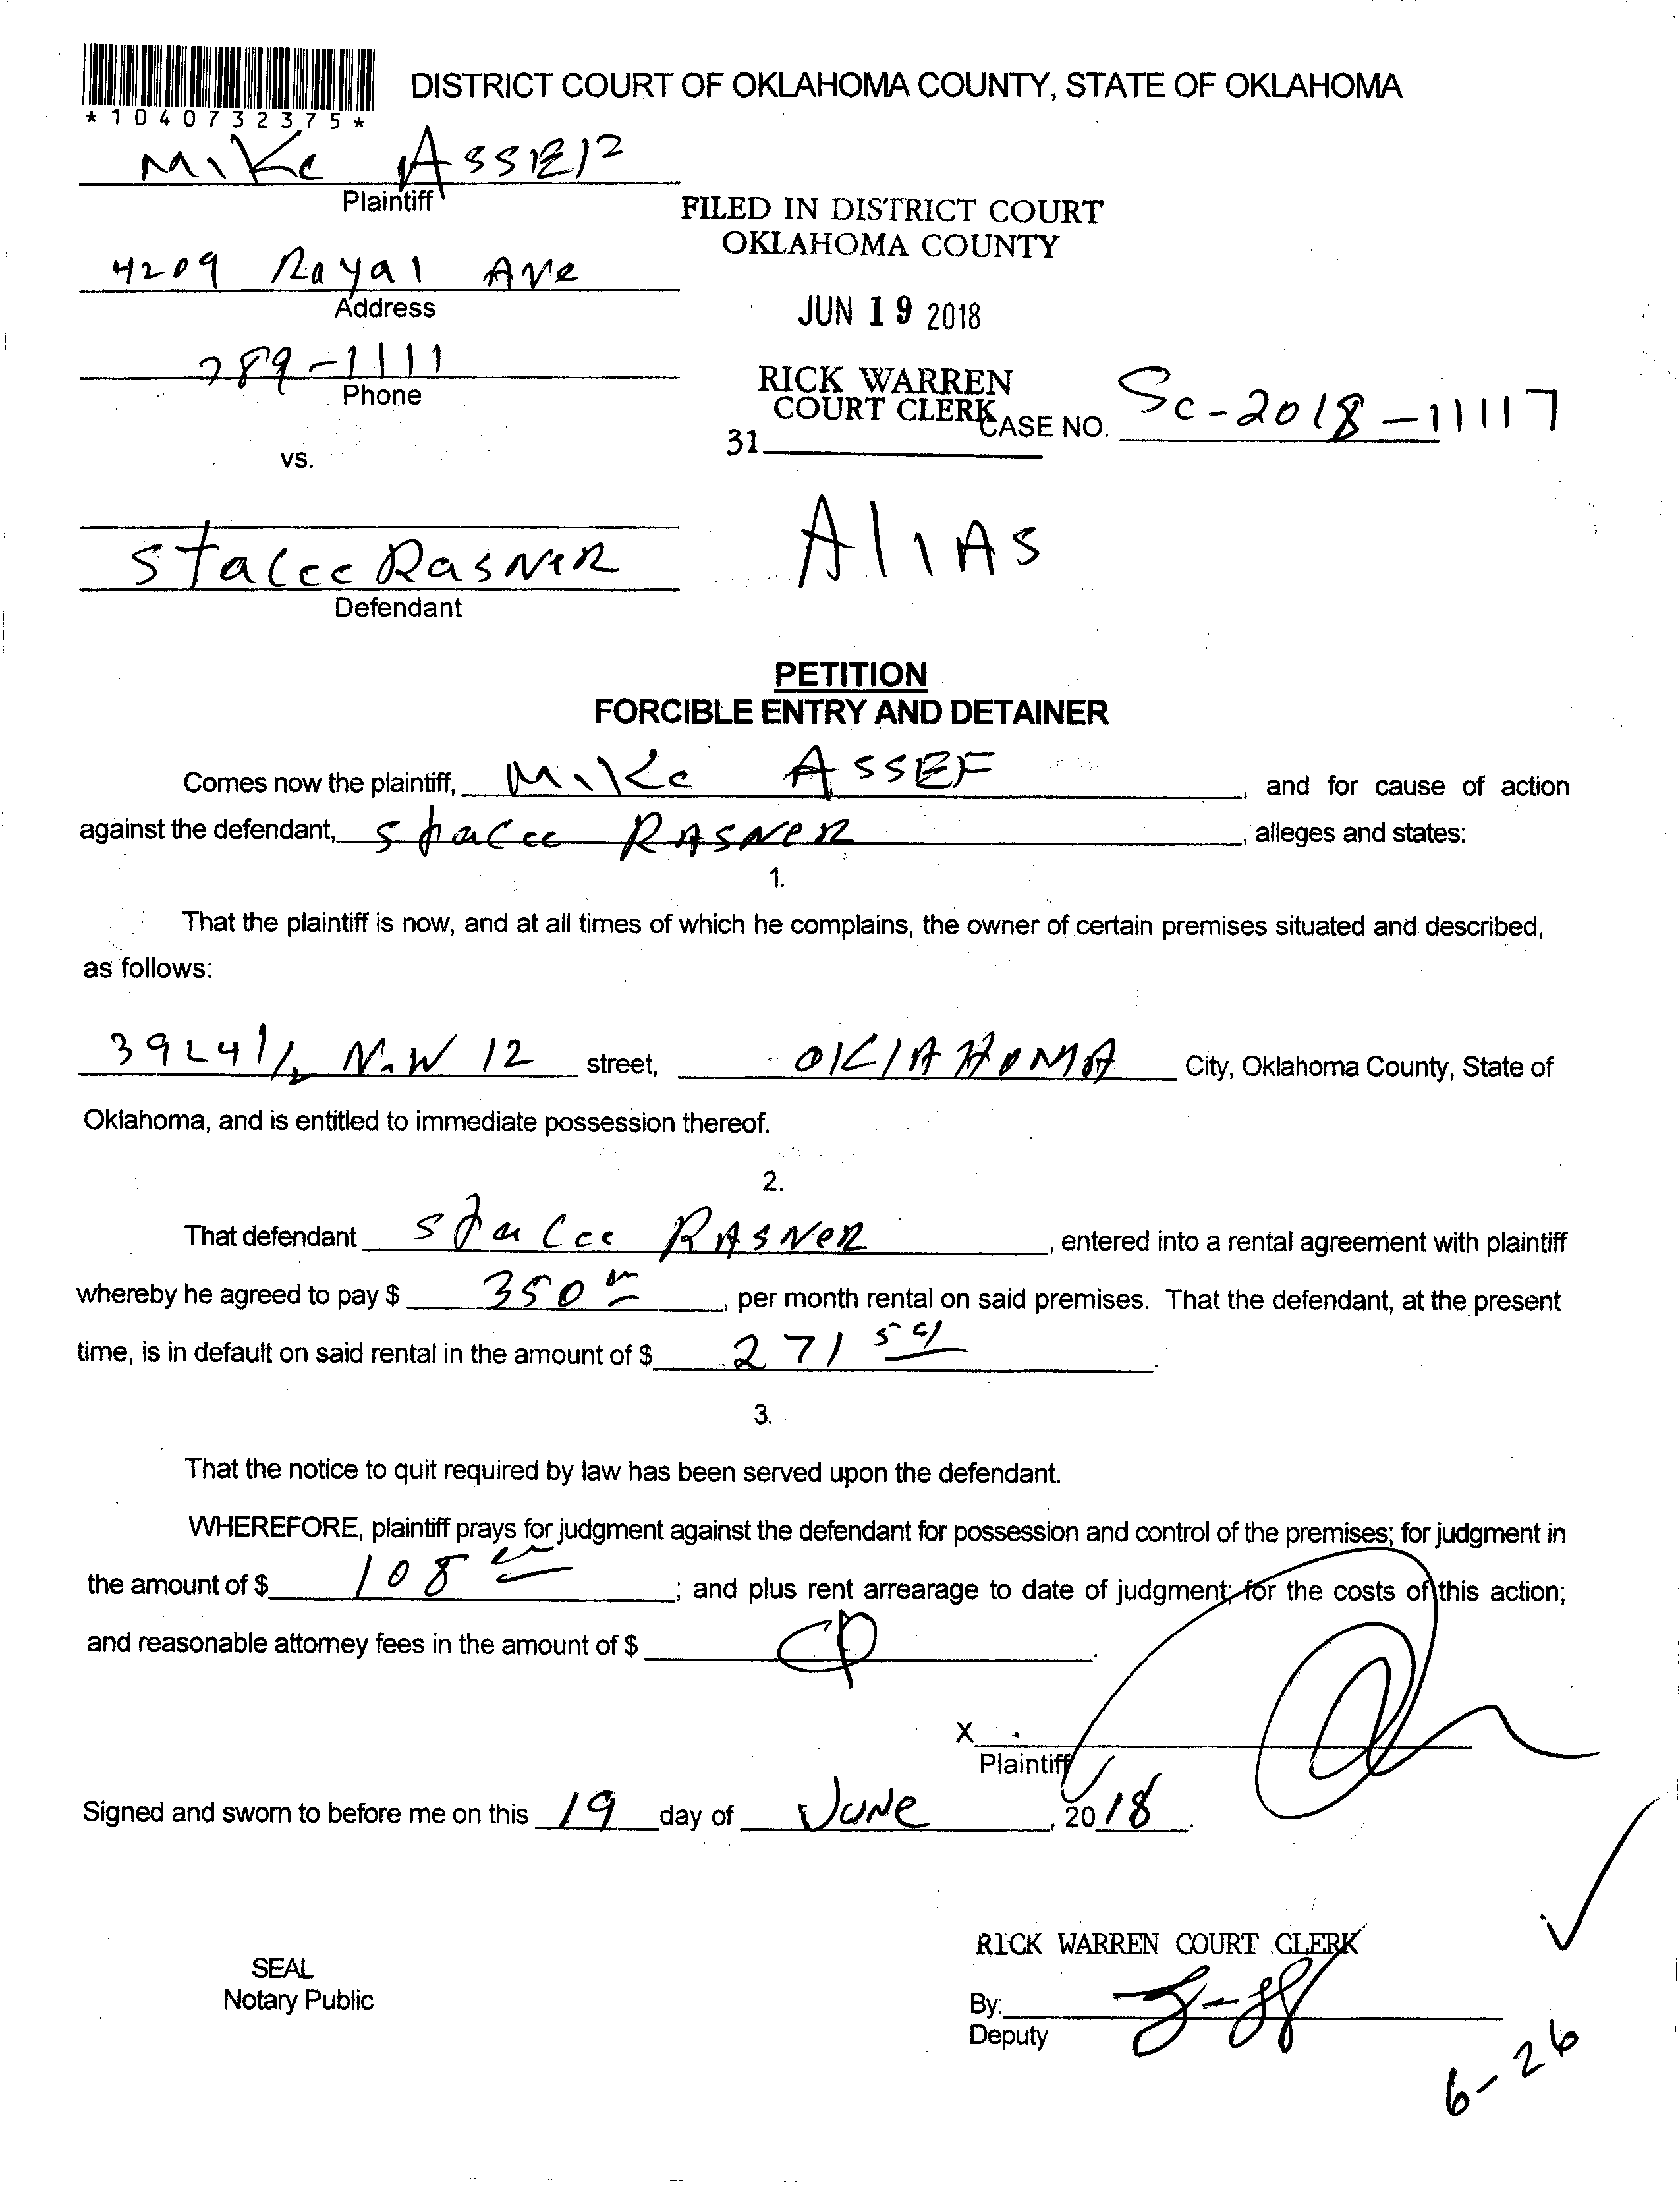 *1040732375*
DISTRICT COURT OF OKLAHOMA COUNTY, STATE OF OKLAHOMA
Mike ASSEF
Plaintiff
FILED IN DISTRICT COURT
OKLAHOMA COUNTY
4209 Royal Ave
Address
JUN 19 2018
789-1111
Phone
RICK WARREN
COURT CLERK
31
CASE NO. SC-2018-11117
vs.
Alias
Stacee Rasner
Defendant
PETITION
FORCIBLE ENTRY AND DETAINER
Comes now the plaintiff, Mike ASSEF, and for cause of action
against the defendant, Stacee RASNER, alleges and states:
1.
That the plaintiff is now, and at all times of which he complains, the owner of certain premises situated and described,
as follows:
3924 1/2 N.W 12 street, OKlAHOMA City, Oklahoma County, State of
Oklahoma, and is entitled to immediate possession thereof.
2.
That defendant Stacee RASNER, entered into a rental agreement with plaintiff
whereby he agreed to pay $ 350, per month rental on said premises. That the defendant, at the present
time, is in default on said rental in the amount of $ 271.
3.
That the notice to quit required by law has been served upon the defendant.
WHEREFORE, plaintiff prays for judgment against the defendant for possession and control of the premises; for judgment in
the amount of $ 108; and plus rent arrearage to date of judgment; for the costs of this action;
and reasonable attorney fees in the amount of $.
X
Plaintiff
Signed and sworn to before me on this 19 day of June, 2018.
RICK WARREN COURT CLERK
SEAL
Notary Public
By:
Deputy
6-26